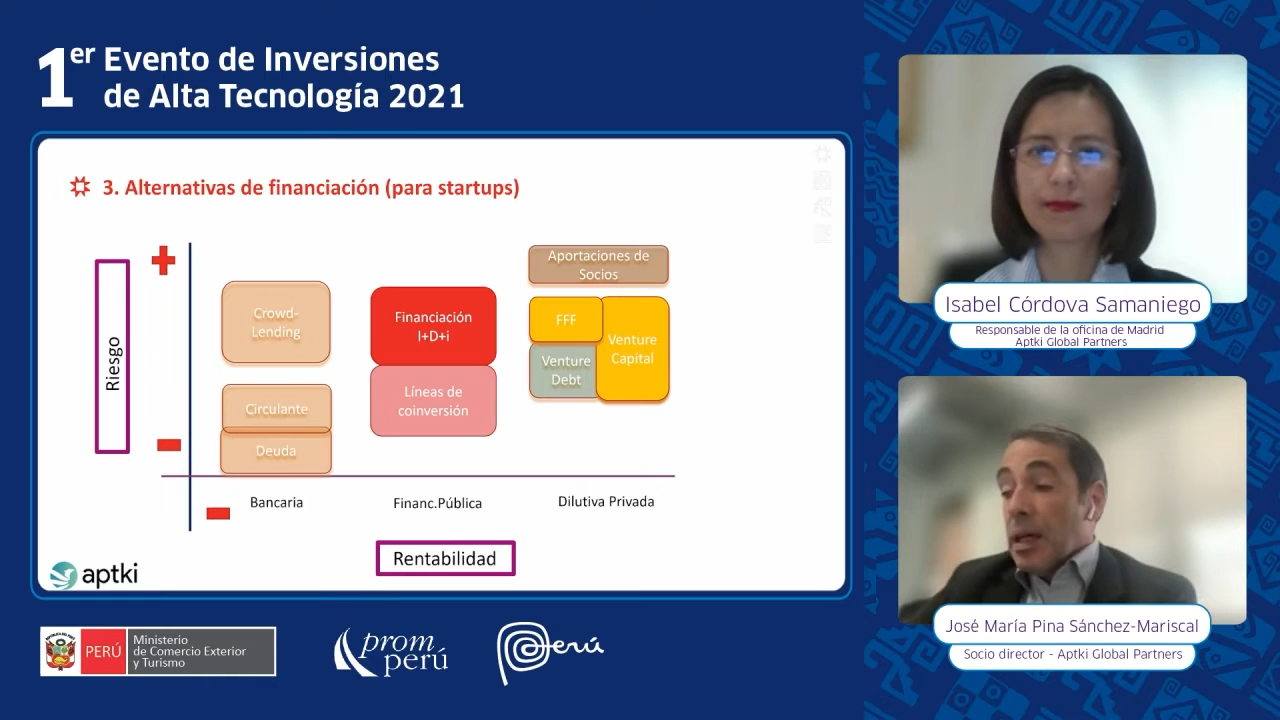 1er Evento de Inversiones
de Alta Tecnología 2021
3. Alternativas de financiación (para startups)
Riesgo
Crowd-
Lending
Circulante
Deuda
Financiación
I+D+i
Líneas de
coinversión
Aportaciones de
Socios
FFF
Venture
Debt
Venture
Capital
Bancaria
Financ.Pública
Dilutiva Privada
Rentabilidad
aptki
PERÚ
Ministerio
de Comercio Exterior
y Turismo
prom
perú
Perú
Isabel Córdova Samaniego
Responsable de la oficina de Madrid
Aptki Global Partners
José María Pina Sánchez-Mariscal
Socio director - Aptki Global Partners